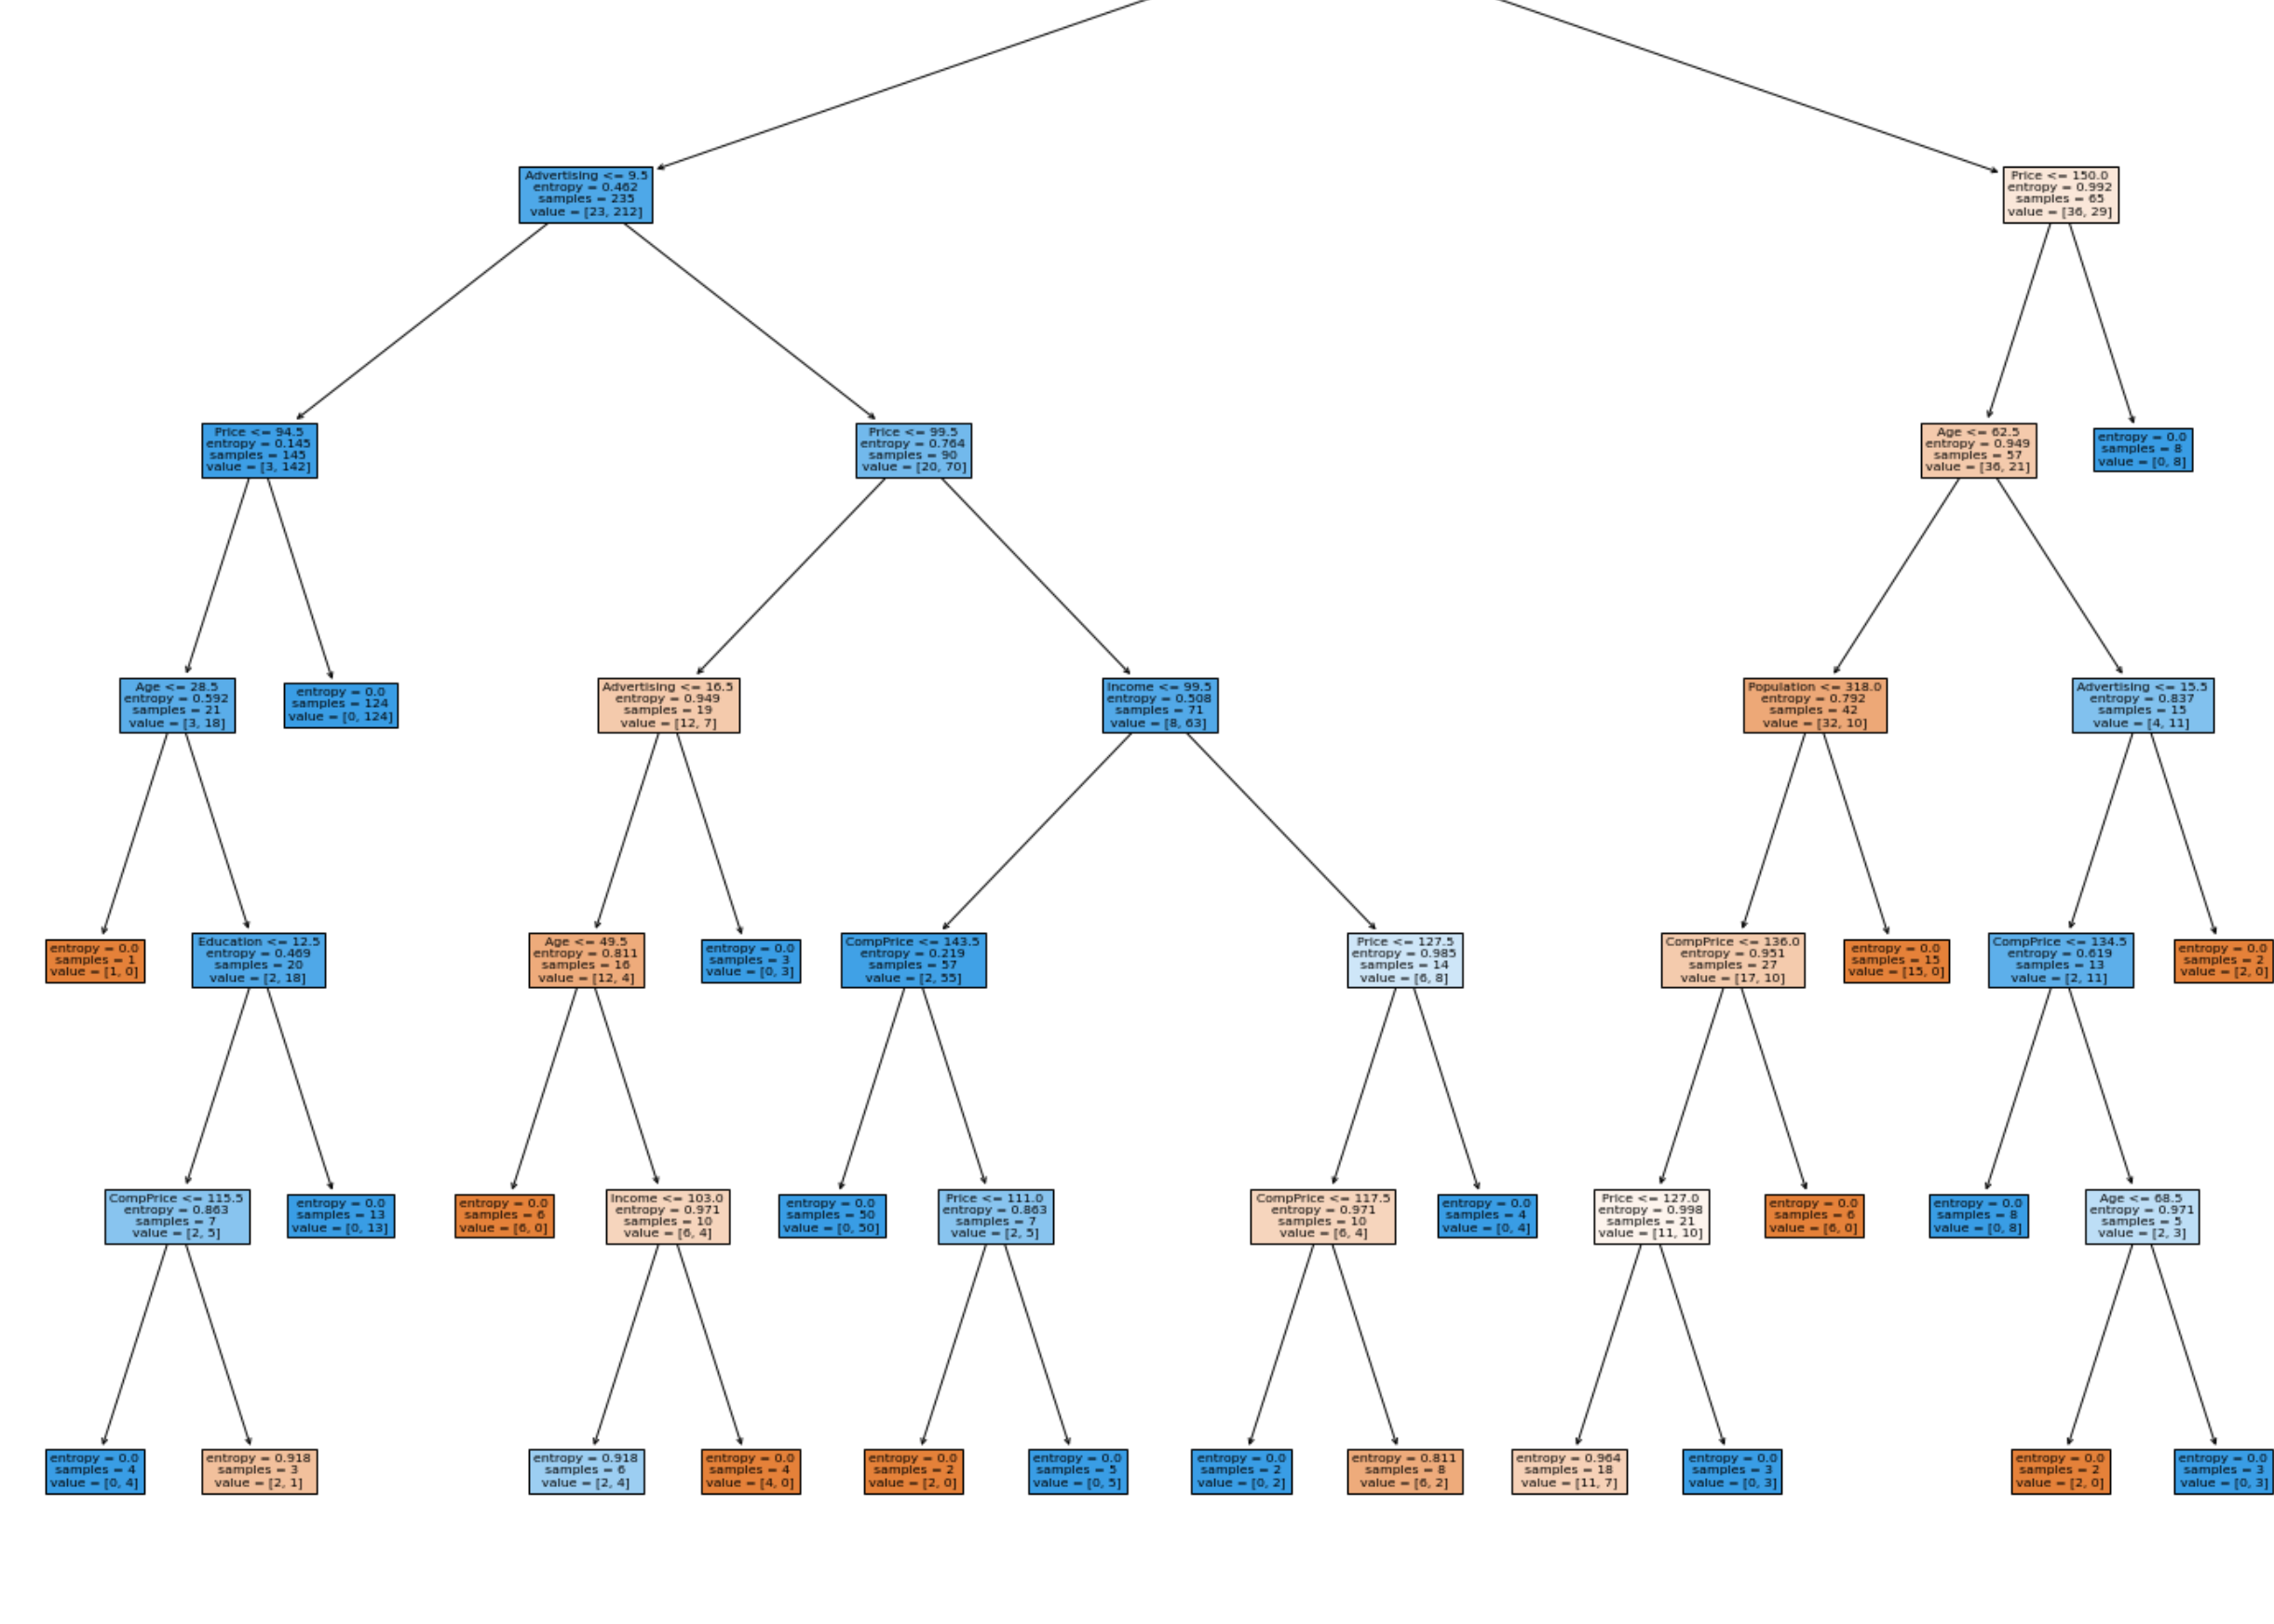 Advertising <= 9.5
entropy = 0.462
samples = 235
value = [23, 212]
Price <= 150.0
entropy = 0.992
samples = 65
value = [36, 29]
Price <= 94.5
entropy = 0.145
samples = 145
value = [3, 142]
Price <= 99.5
entropy = 0.764
samples = 90
value = [20, 70]
Age <= 62.5
entropy = 0.949
samples = 57
value = [36, 21]
entropy = 0.0
samples = 8
value = [0, 8]
Age <= 28.5
entropy = 0.592
samples = 21
value = [3, 18]
entropy = 0.0
samples = 124
value = [0, 124]
Advertising <= 16.5
entropy = 0.949
samples = 19
value = [12, 7]
Income <= 99.5
entropy = 0.508
samples = 71
value = [8, 63]
Population <= 318.0
entropy = 0.792
samples = 42
value = [32, 10]
Advertising <= 15.5
entropy = 0.837
samples = 15
value = [4, 11]
entropy = 0.0
samples = 1
value = [1, 0]
Education <= 12.5
entropy = 0.469
samples = 20
value = [2, 18]
Age <= 49.5
entropy = 0.811
samples = 16
value = [12, 4]
entropy = 0.0
samples = 3
value = [0, 3]
CompPrice <= 143.5
entropy = 0.219
samples = 57
value = [2, 55]
Price <= 127.5
entropy = 0.985
samples = 14
value = [6, 8]
CompPrice <= 136.0
entropy = 0.951
samples = 27
value = [17, 10]
entropy = 0.0
samples = 15
value = [15, 0]
CompPrice <= 134.5
entropy = 0.619
samples = 13
value = [2, 11]
entropy = 0.0
samples = 2
value = [2, 0]
CompPrice <= 115.5
entropy = 0.863
samples = 7
value = [2, 5]
entropy = 0.0
samples = 13
value = [0, 13]
entropy = 0.0
samples = 6
value = [6, 0]
Income <= 103.0
entropy = 0.971
samples = 10
value = [6, 4]
entropy = 0.0
samples = 50
value = [0, 50]
Price <= 111.0
entropy = 0.863
samples = 7
value = [2, 5]
CompPrice <= 117.5
entropy = 0.971
samples = 10
value = [6, 4]
entropy = 0.0
samples = 4
value = [0, 4]
Price <= 127.0
entropy = 0.998
samples = 21
value = [11, 10]
entropy = 0.0
samples = 6
value = [6, 0]
entropy = 0.0
samples = 8
value = [0, 8]
Age <= 68.5
entropy = 0.971
samples = 5
value = [2, 3]
entropy = 0.0
samples = 4
value = [0, 4]
entropy = 0.918
samples = 3
value = [2, 1]
entropy = 0.918
samples = 6
value = [2, 4]
entropy = 0.0
samples = 4
value = [4, 0]
entropy = 0.0
samples = 2
value = [2, 0]
entropy = 0.0
samples = 5
value = [0, 5]
entropy = 0.0
samples = 2
value = [0, 2]
entropy = 0.811
samples = 8
value = [6, 2]
entropy = 0.964
samples = 18
value = [11, 7]
entropy = 0.0
samples = 3
value = [0, 3]
entropy = 0.0
samples = 2
value = [2, 0]
entropy = 0.0
samples = 3
value = [0, 3]